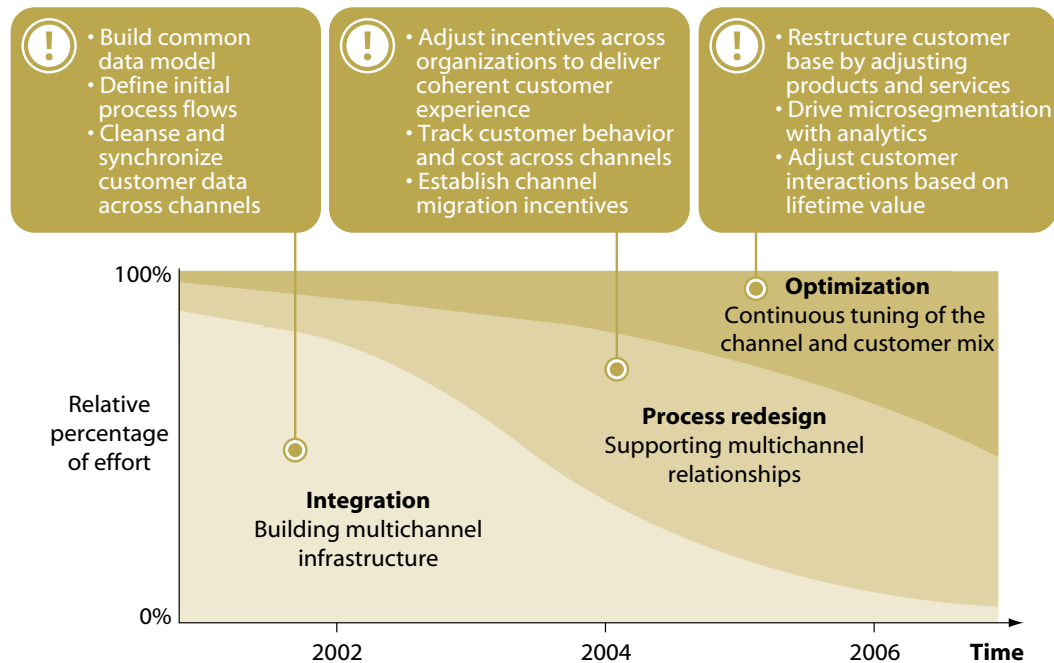 !
• Build common
data model
• Define initial
process flows
• Cleanse and
synchronize
customer data
across channels
!
• Adjust incentives across
organizations to deliver
coherent customer
experience
• Track customer behavior
and cost across channels
• Establish channel
migration incentives
!
• Restructure customer
base by adjusting
products and services
• Drive microsegmentation
with analytics
• Adjust customer
interactions based on
lifetime value
100%
Relative
percentage
of effort
0%
Optimization
Continuous tuning of the
channel and customer mix
Process redesign
Supporting multichannel
relationships
Integration
Building multichannel
infrastructure
2002
2004
2006
Time